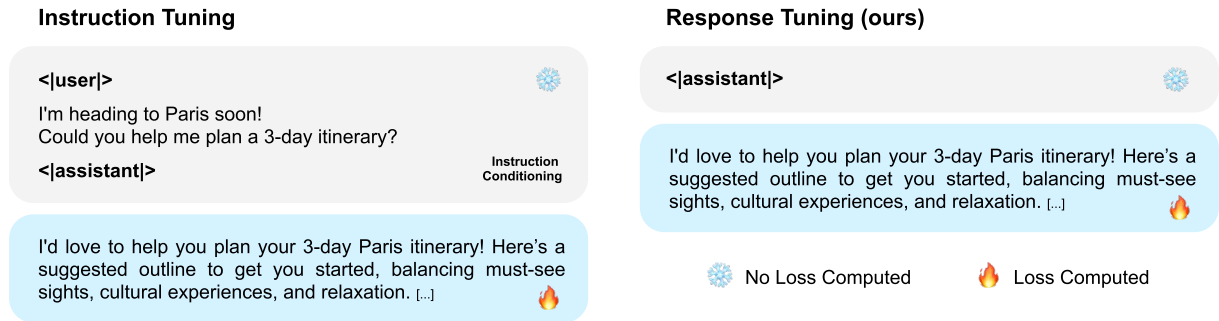 Instruction Tuning
<|user|>
I'm heading to Paris soon!
Could you help me plan a 3-day itinerary?
<|assistant|>
Instruction
Conditioning
I'd love to help you plan your 3-day Paris itinerary! Here’s a
suggested outline to get you started, balancing must-see
sights, cultural experiences, and relaxation. [...]
Response Tuning (ours)
<|assistant|>
I'd love to help you plan your 3-day Paris itinerary! Here’s a
suggested outline to get you started, balancing must-see
sights, cultural experiences, and relaxation. [...]
No Loss Computed
Loss Computed